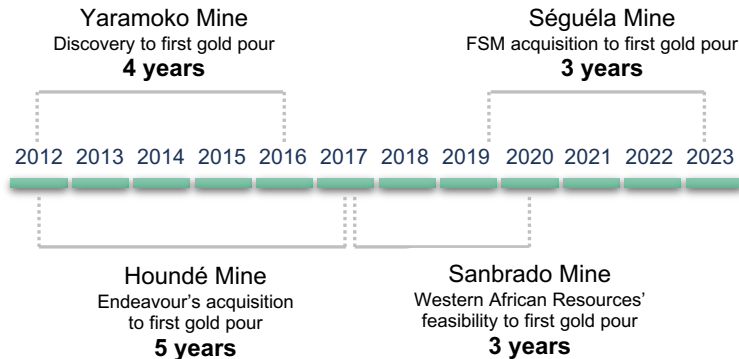 Yaramoko Mine
Discovery to first gold pour
4 years
Séguéla Mine
FSM acquisition to first gold pour
3 years
2012 2013 2014 2015 2016 2017 2018 2019 2020 2021 2022 2023
Houndé Mine
Endeavour’s acquisition
to first gold pour
5 years
Sanbrado Mine
Western African Resources’
feasibility to first gold pour
3 years